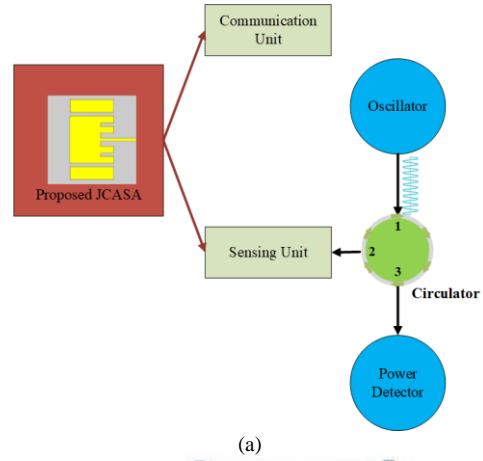 Communication
Unit
Oscillator
Proposed JCASA
Sensing Unit
1
2
3
Circulator
Power
Detector
(a)